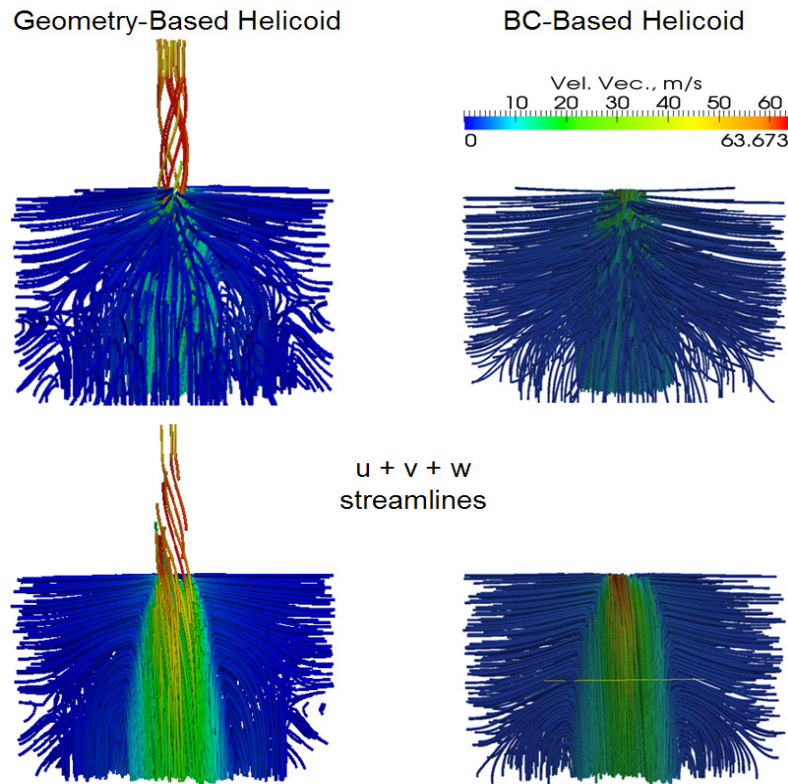 Geometry-Based Helicoid
BC-Based Helicoid
Vel. Vec., m/s
10 20 30 40 50 60
0 63.673
u + v + w
streamlines